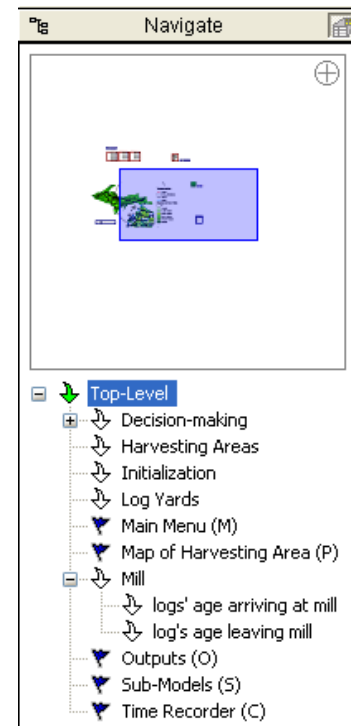 Navigate
Top-Level
Decision-making
Harvesting Areas
Initialization
Log Yards
Main Menu (M)
Map of Harvesting Area (P)
Mill
logs' age arriving at mill
log's age leaving mill
Outputs (O)
Sub-Models (S)
Time Recorder (C)